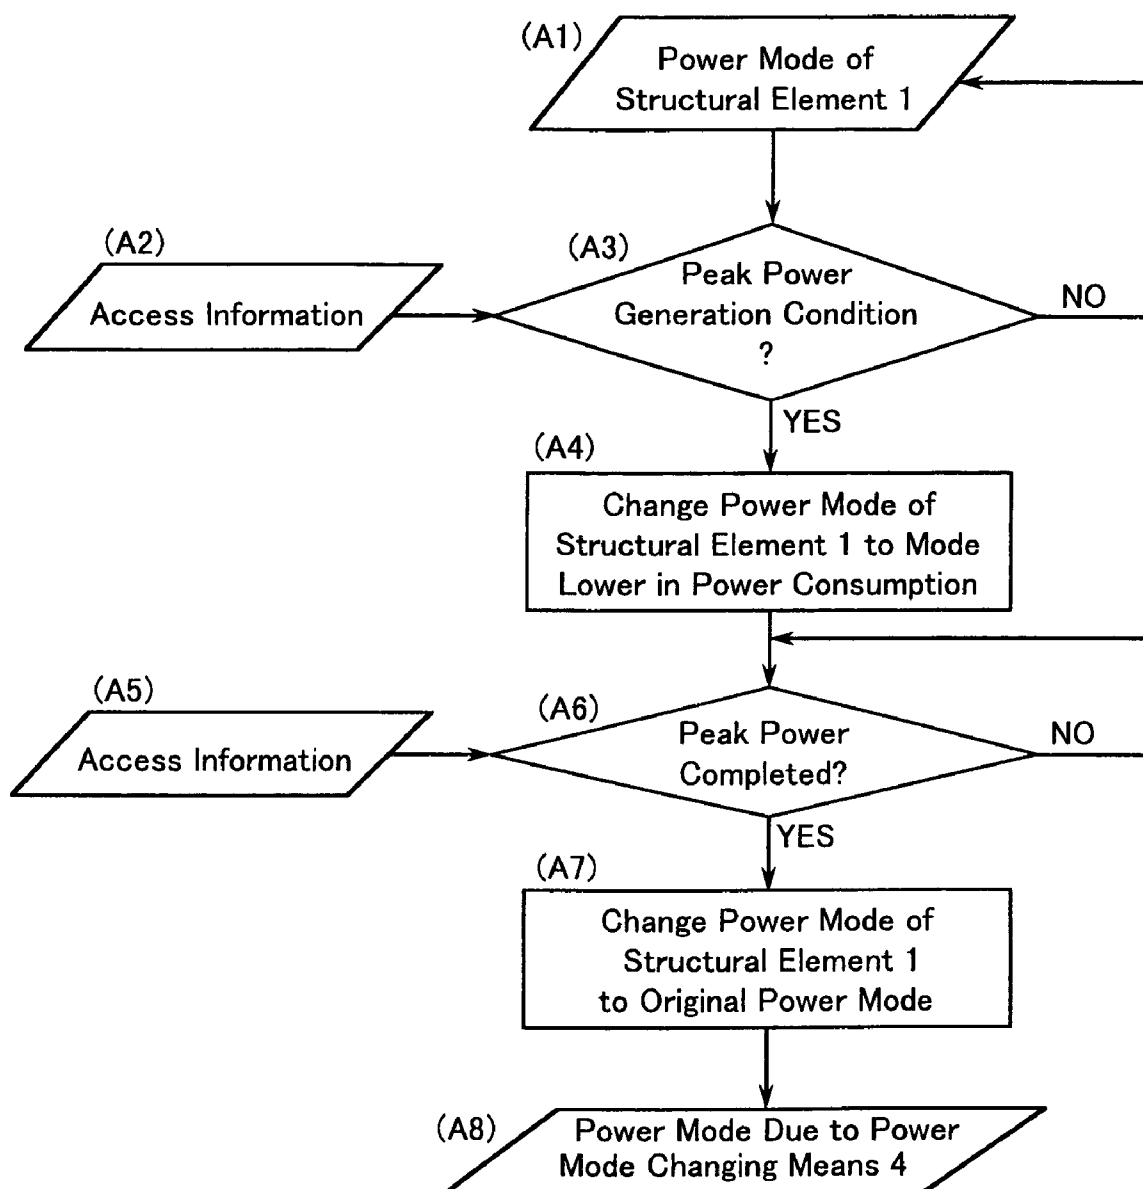 (A1)
Power Mode of
Structural Element 1
(A2)
Access Information
(A3)
Peak Power
Generation Condition
?
NO
YES
(A4)
Change Power Mode of
Structural Element 1 to Mode
Lower in Power Consumption
(A5)
Access Information
(A6)
Peak Power
Completed?
NO
YES
(A7)
Change Power Mode of
Structural Element 1
to Original Power Mode
(A8)
Power Mode Due to Power
Mode Changing Means 4